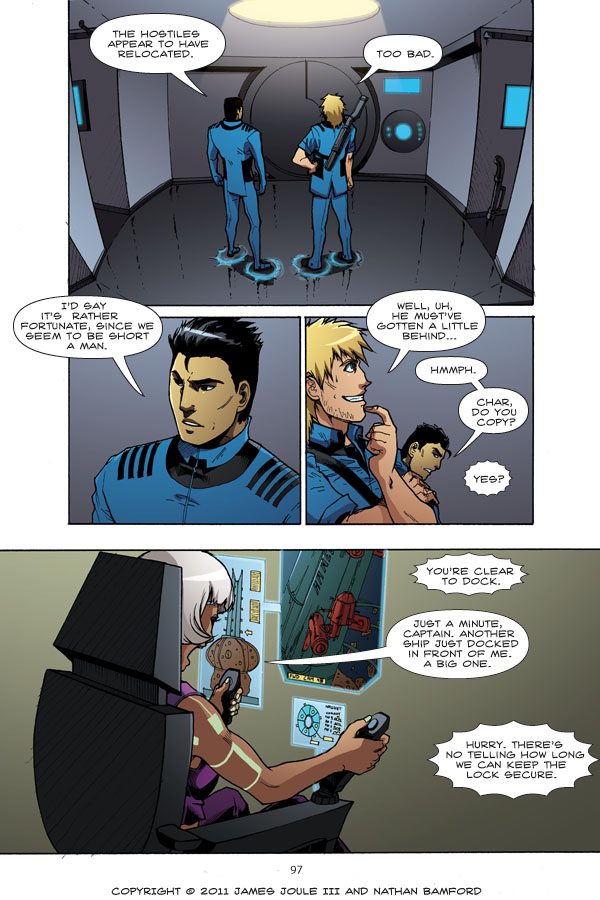 THE HOSTILES
APPEAR TO HAVE
RELOCATED.
TOO BAD.
I'D SAY
IT'S RATHER
FORTUNATE, SINCE WE
SEEM TO BE SHORT
A MAN.
WELL, UH,
HE MUST'VE
GOTTEN A LITTLE
BEHIND...
HMMPH.
CHAR,
DO YOU
COPY?
YES?
YOU'RE CLEAR
TO DOCK.
JUST A MINUTE,
CAPTAIN. ANOTHER
SHIP JUST DOCKED
IN FRONT OF ME.
A BIG ONE.
HURRY. THERE'S
NO TELLING HOW LONG
WE CAN KEEP THE
LOCK SECURE.
97
COPYRIGHT © 2011 JAMES JOULE III AND NATHAN BAMFORD